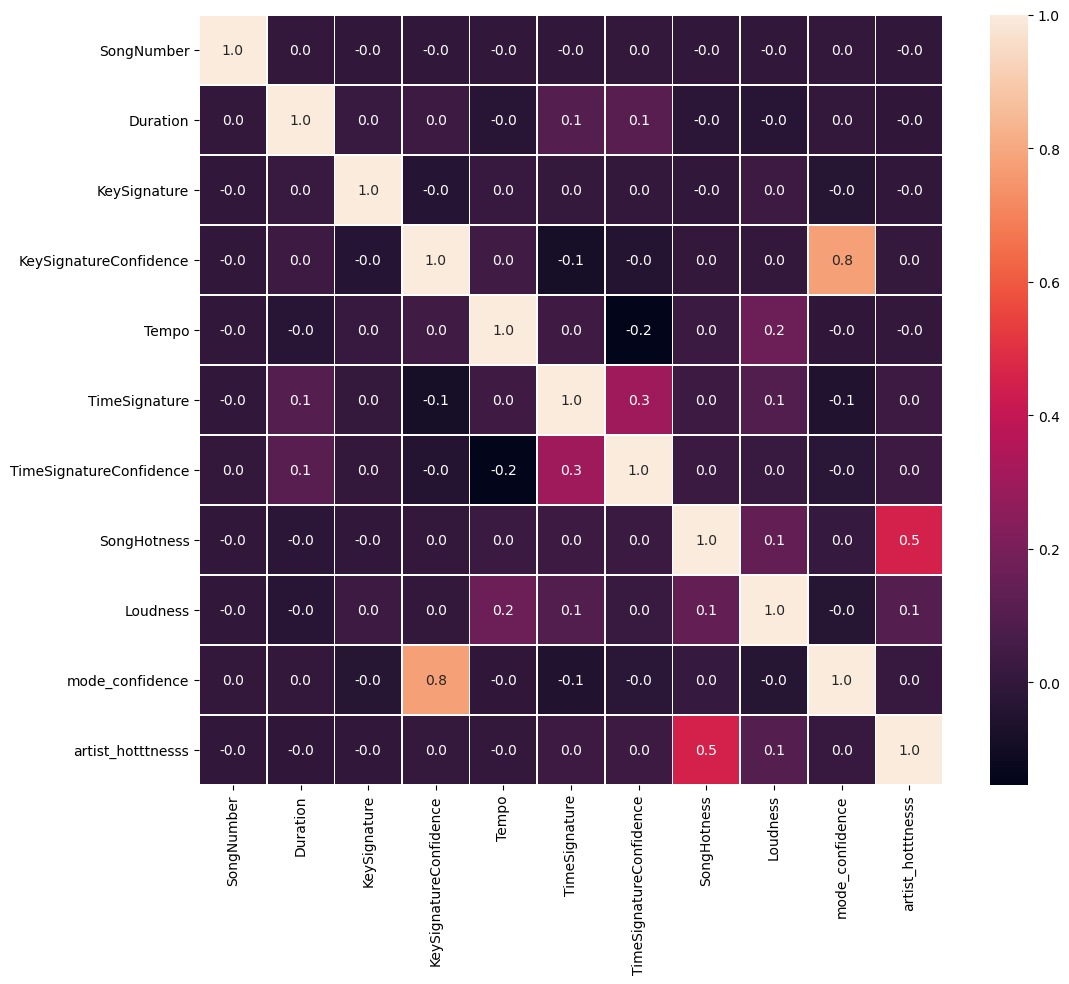 SongNumber 1.0 0.0 -0.0 -0.0 -0.0 -0.0 0.0 -0.0 -0.0 0.0 -0.0
Duration 0.0 1.0 0.0 0.0 -0.0 0.1 0.1 -0.0 -0.0 0.0 -0.0
KeySignature -0.0 0.0 1.0 -0.0 0.0 0.0 0.0 -0.0 0.0 -0.0 -0.0
KeySignatureConfidence -0.0 0.0 -0.0 1.0 0.0 -0.1 -0.0 0.0 0.0 0.8 0.0
Tempo -0.0 -0.0 0.0 0.0 1.0 0.0 -0.2 0.0 0.2 -0.0 -0.0
TimeSignature -0.0 0.1 0.0 -0.1 0.0 1.0 0.3 0.0 0.1 -0.1 0.0
TimeSignatureConfidence 0.0 0.1 0.0 -0.0 -0.2 0.3 1.0 0.0 0.0 -0.0 0.0
SongHotness -0.0 -0.0 -0.0 0.0 0.0 0.0 0.0 1.0 0.1 0.0 0.5
Loudness -0.0 -0.0 0.0 0.0 0.2 0.1 0.0 0.1 1.0 -0.0 0.1
mode_confidence 0.0 0.0 -0.0 0.8 -0.0 -0.1 -0.0 0.0 -0.0 1.0 0.0
artist_hotttnesss -0.0 -0.0 -0.0 0.0 -0.0 0.0 0.0 0.5 0.1 0.0 1.0
SongNumber
Duration
KeySignature
KeySignatureConfidence
Tempo
TimeSignature
TimeSignatureConfidence
SongHotness
Loudness
mode_confidence
artist_hotttnesss
1.0
0.8
0.6
0.4
0.2
0.0